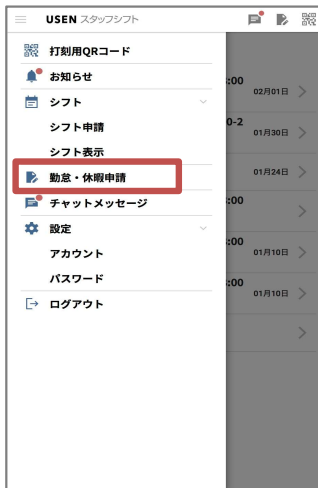 USEN スタッフシフト
打刻用QRコード
お知らせ
:00
02月01日
シフト
シフト申請
0-2
01月30日
シフト表示
勤怠・休暇申請
01月24日
チャットメッセージ
:00
設定
アカウント
:00
01月10日
パスワード
:00
01月10日
ログアウト